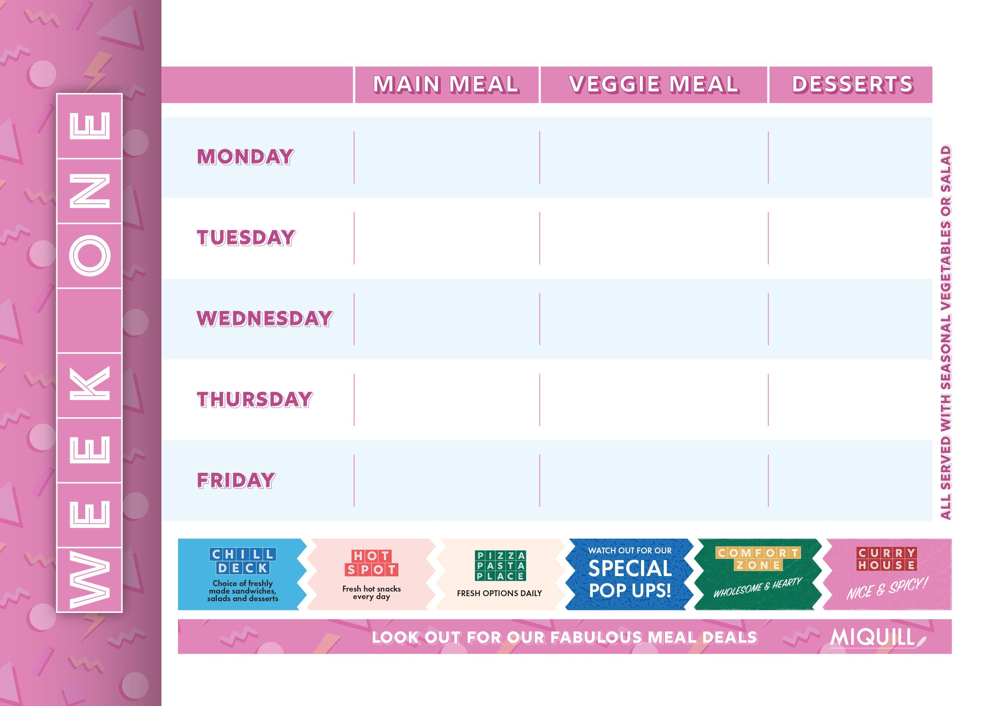 WEEK ONE
MAIN MEAL
VEGGIE MEAL
DESSERTS
MONDAY
TUESDAY
WEDNESDAY
THURSDAY
FRIDAY
ALL SERVED WITH SEASONAL VEGETABLES OR SALAD
CHILL
DECK
Choice of freshly
made sandwiches,
salads and desserts
HOT
SPOT
Fresh hot snacks
every day
PIZZA
PASTA
PLACE
FRESH OPTIONS DAILY
WATCH OUT FOR OUR
SPECIAL
POP UPS!
COMFORT
ZONE
WHOLESOME & HEARTY
CURRY
HOUSE
NICE & SPICY!
LOOK OUT FOR OUR FABULOUS MEAL DEALS
MIQUILL